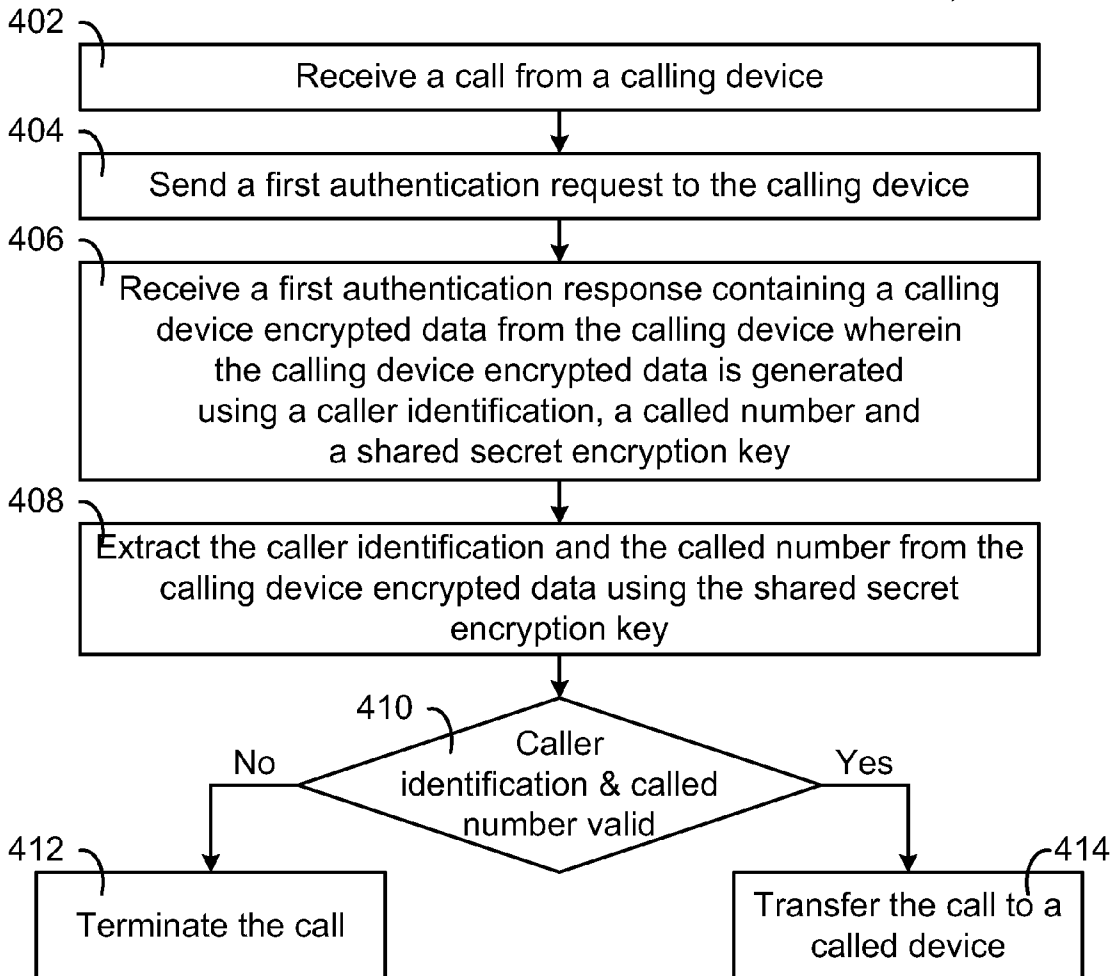 402
Receive a call from a calling device
404
Send a first authentication request to the calling device
406
Receive a first authentication response containing a calling
device encrypted data from the calling device wherein
the calling device encrypted data is generated
using a caller identification, a called number and
a shared secret encryption key
408
Extract the caller identification and the called number from the
calling device encrypted data using the shared secret
encryption key
410
Caller
identification & called
number valid
No
Yes
412
Terminate the call
414
Transfer the call to a
called device